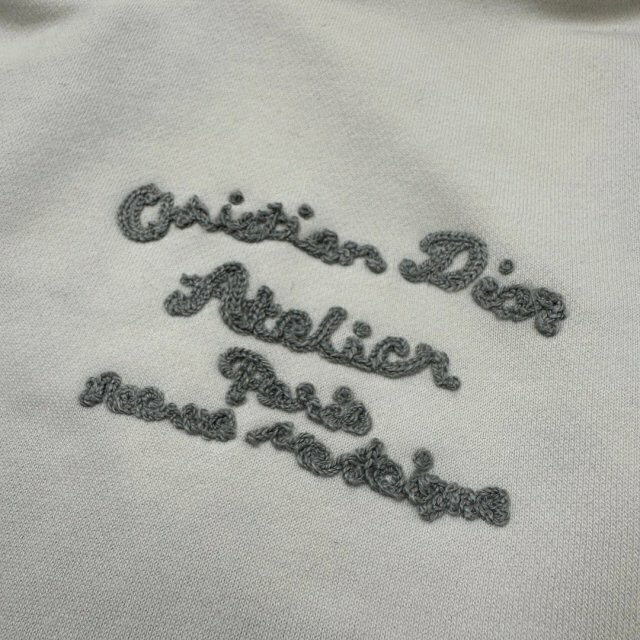 Christian Dior
Atelier
Paris
Avenue Montaigne